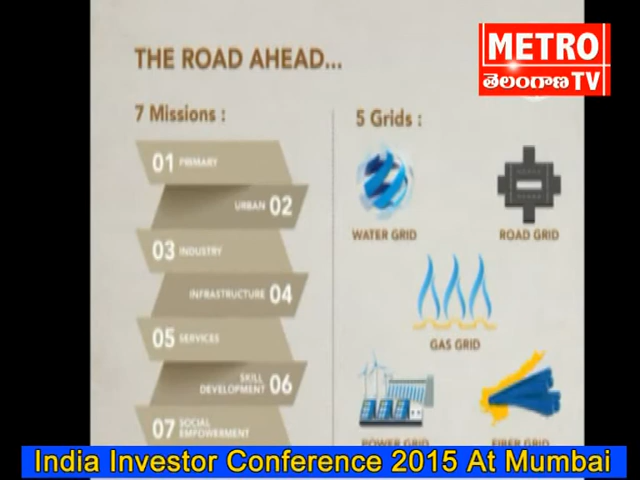 THE ROAD AHEAD...
METRO
తెలంగాణ TV
7 Missions :
01 PRIMARY
URBAN 02
03 INDUSTRY
INFRASTRUCTURE 04
05 SERVICES
SKILL
DEVELOPMENT 06
07 SOCIAL
EMPOWERMENT
5 Grids :
WATER GRID
ROAD GRID
GAS GRID
POWER GRID
FIBER GRID
India Investor Conference 2015 At Mumbai